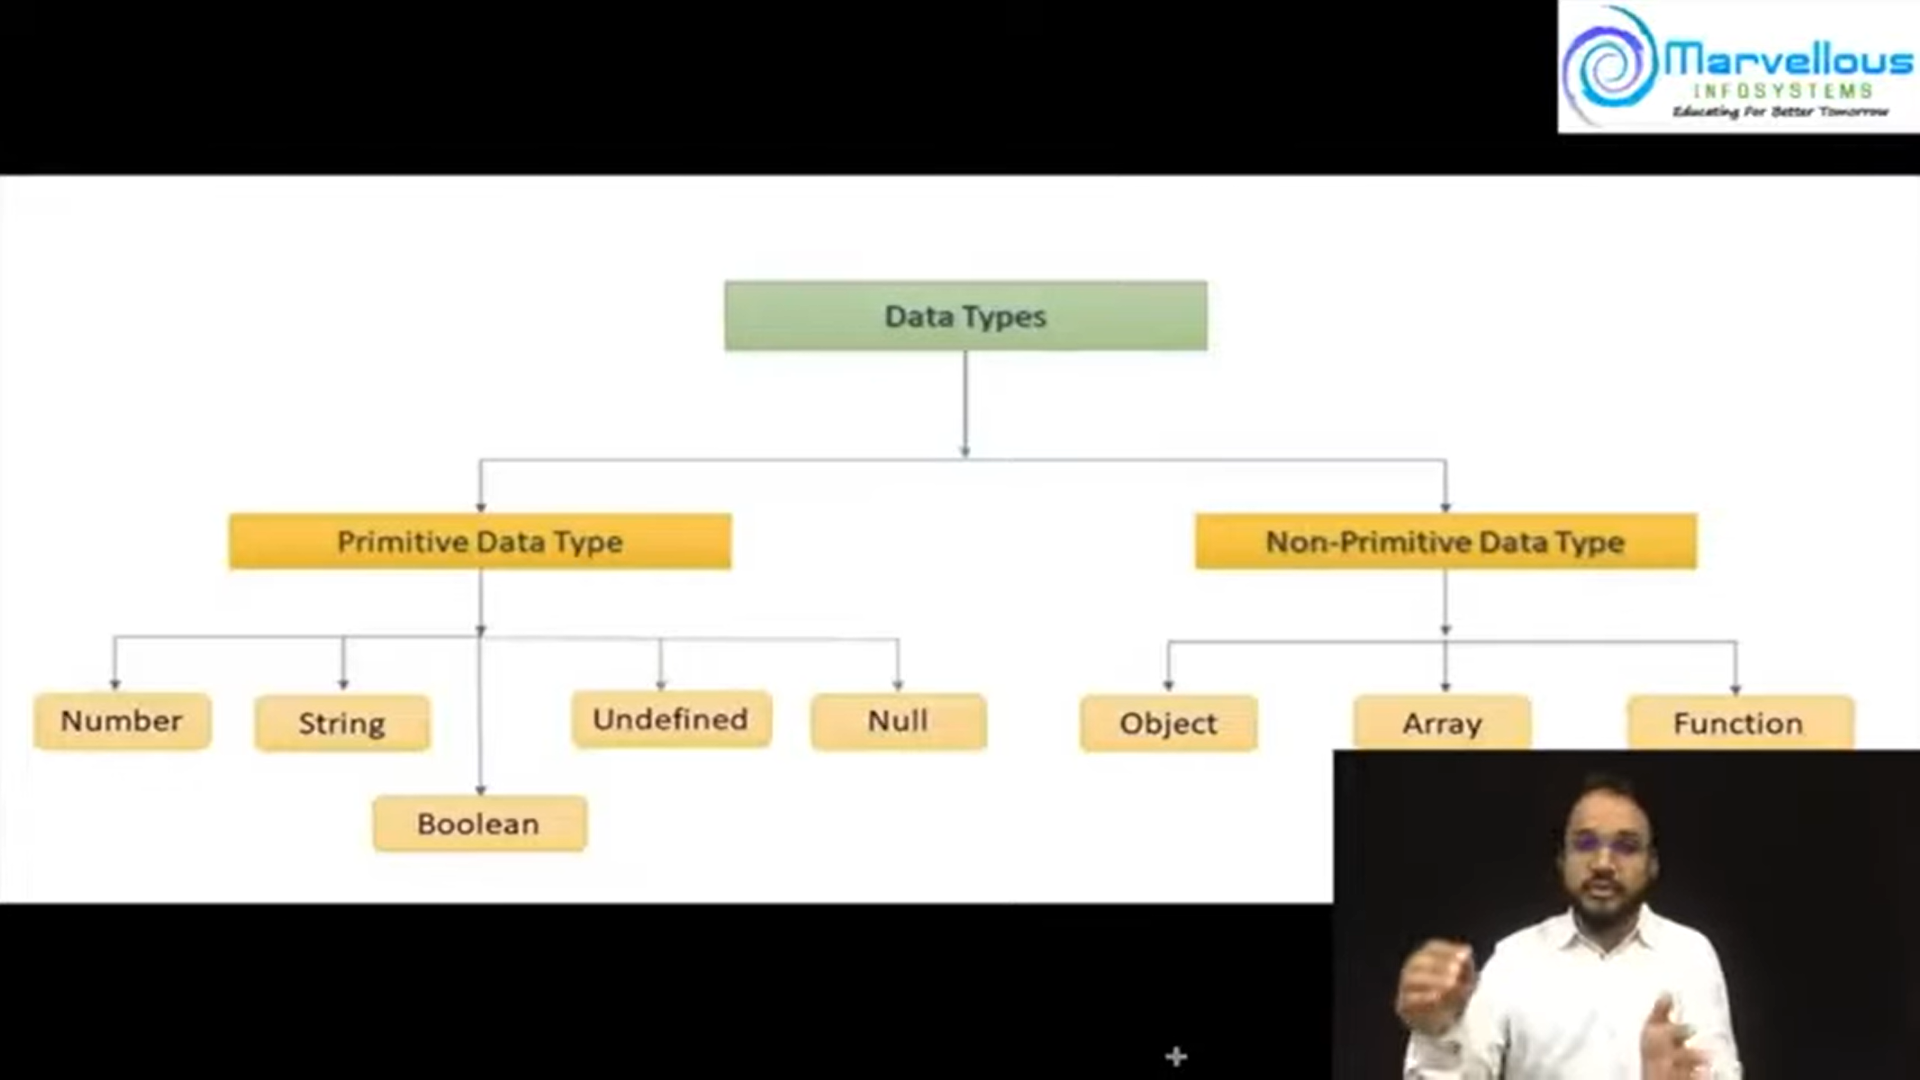 Marvellous
INFOSYSTEMS
Educating For Better Tomorrow
Data Types
Primitive Data Type
Non-Primitive Data Type
Number
String
Undefined
Null
Object
Array
Function
Boolean